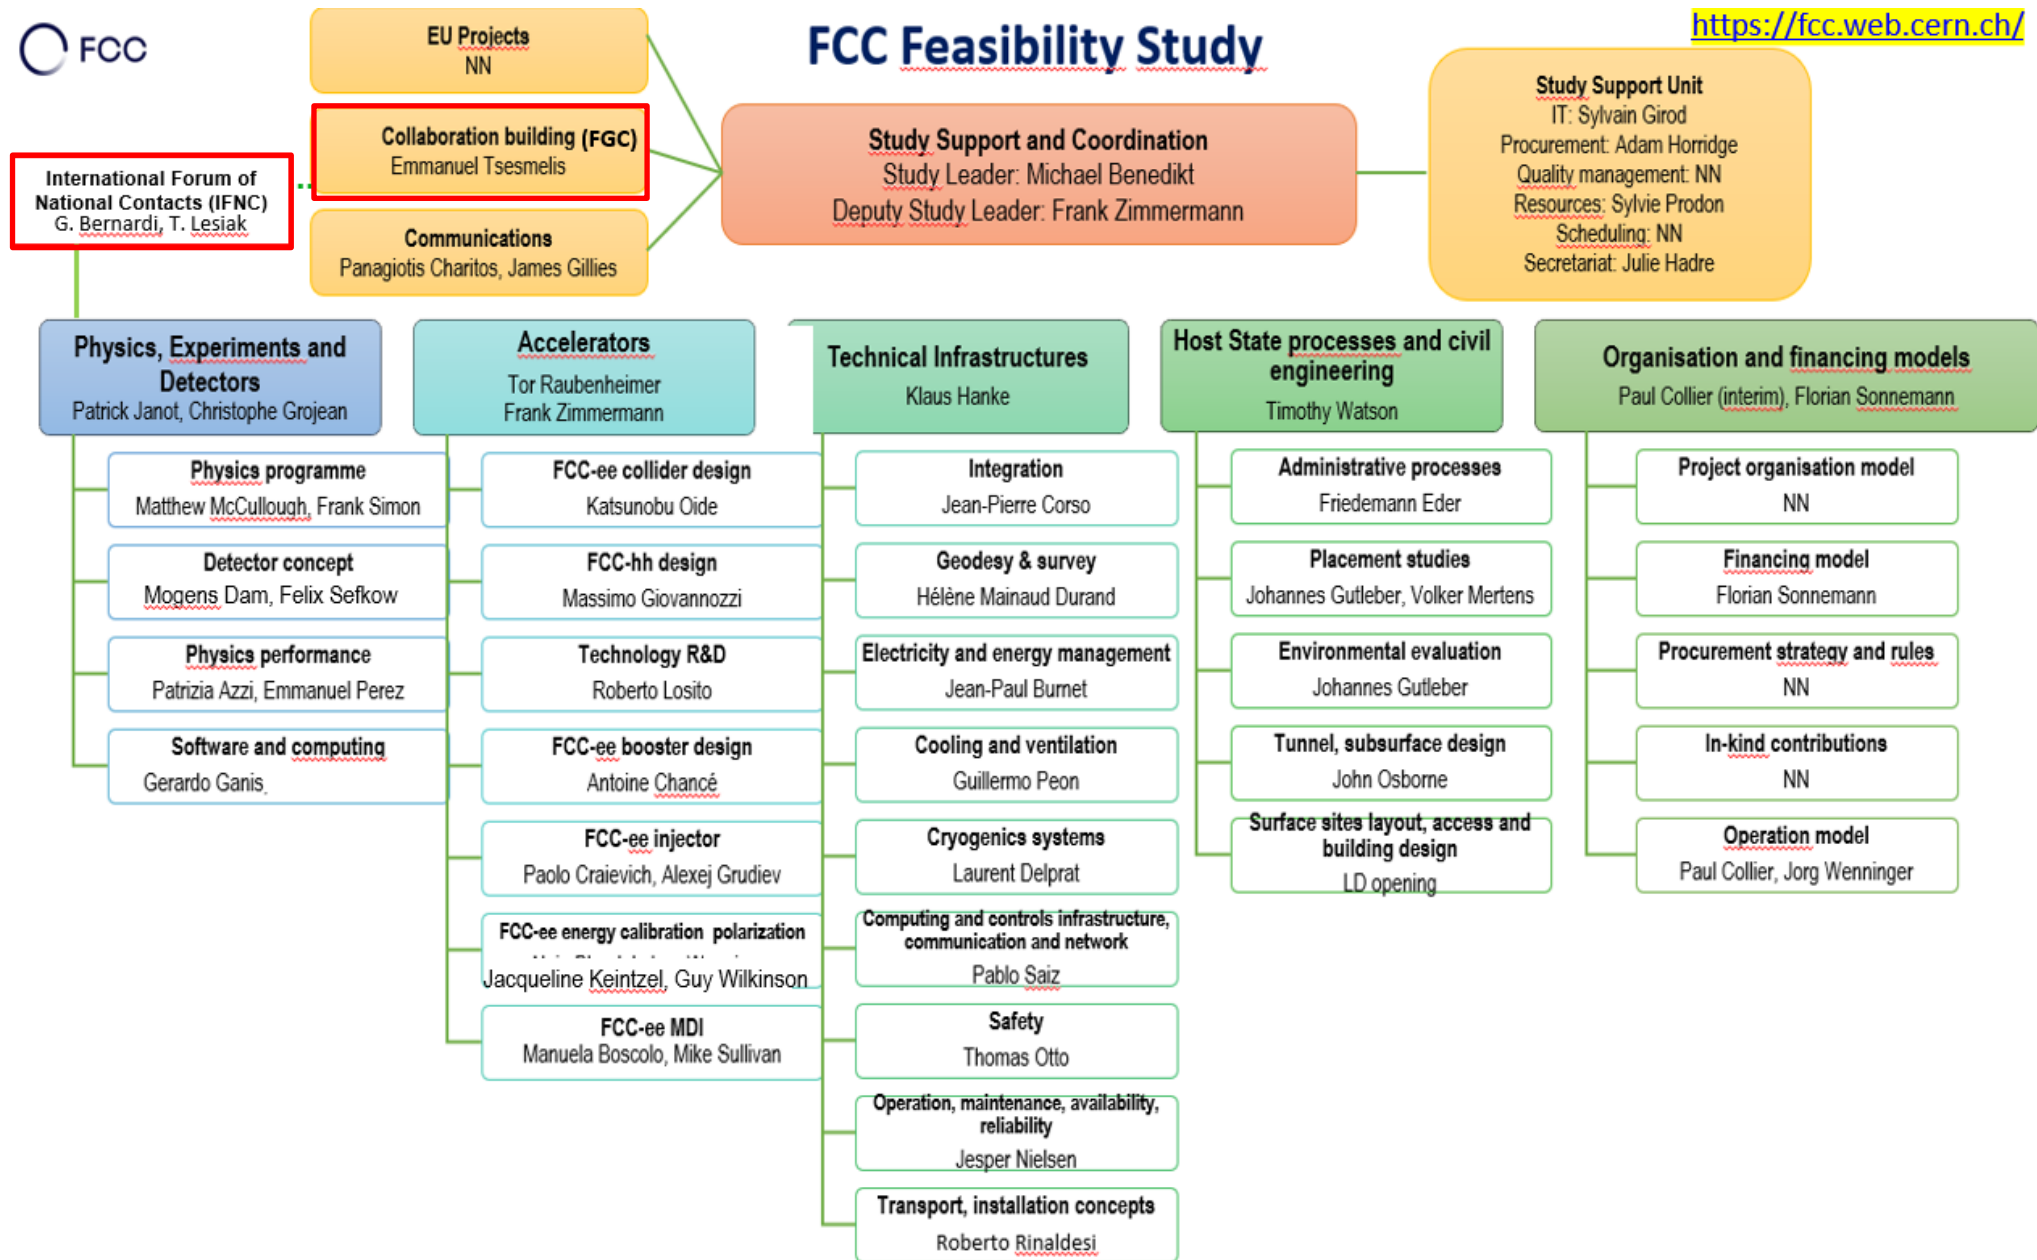 FCC
EU Projects
NN
FCC Feasibility Study
https://fcc.web.cern.ch/
Collaboration building (FGC)
Emmanuel Tsesmelis
International Forum of
National Contacts (IFNC)
G. Bernardi, T. Lesiak
Communications
Panagiotis Charitos, James Gillies
Study Support and Coordination
Study Leader: Michael Benedikt
Deputy Study Leader: Frank Zimmermann
Study Support Unit
IT: Sylvain Girod
Procurement: Adam Horridge
Quality management: NN
Resources: Sylvie Prodon
Scheduling: NN
Secretariat: Julie Hadre
Physics, Experiments and
Detectors
Patrick Janot, Christophe Grojean
Physics programme
Matthew McCullough, Frank Simon
Detector concept
Mogens Dam, Felix Sefkow
Physics performance
Patrizia Azzi, Emmanuel Perez
Software and computing
Gerardo Ganis
Accelerators
Tor Raubenheimer
Frank Zimmermann
FCC-ee collider design
Katsunobu Oide
FCC-hh design
Massimo Giovannozzi
Technology R&D
Roberto Losito
FCC-ee booster design
Antoine Chancé
FCC-ee injector
Paolo Craievich, Alexej Grudiev
FCC-ee energy calibration polarization
Jacqueline Keintzel, Guy Wilkinson
FCC-ee MDI
Manuela Boscolo, Mike Sullivan
Technical Infrastructures
Klaus Hanke
Integration
Jean-Pierre Corso
Geodesy & survey
Hélène Mainaud Durand
Electricity and energy management
Jean-Paul Burnet
Cooling and ventilation
Guillermo Peon
Cryogenics systems
Laurent Delprat
Computing and controls infrastructure,
communication and network
Pablo Saiz
Safety
Thomas Otto
Operation, maintenance, availability,
reliability
Jesper Nielsen
Transport, installation concepts
Roberto Rinaldesi
Host State processes and civil
engineering
Timothy Watson
Administrative processes
Friedemann Eder
Placement studies
Johannes Gutleber, Volker Mertens
Environmental evaluation
Johannes Gutleber
Tunnel, subsurface design
John Osborne
Surface sites layout, access and
building design
LD opening
Organisation and financing models
Paul Collier (interim), Florian Sonnemann
Project organisation model
NN
Financing model
Florian Sonnemann
Procurement strategy and rules
NN
In-kind contributions
NN
Operation model
Paul Collier, Jorg Wenninger